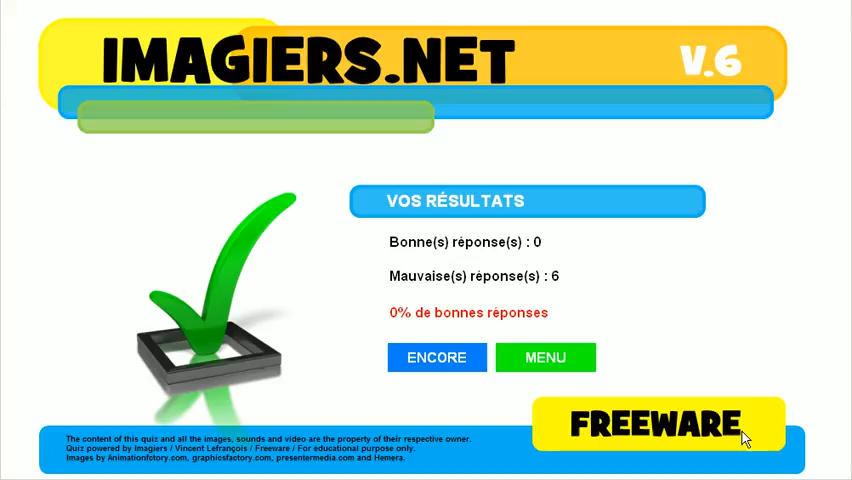 IMAGIERS.NET
V.6
VOS RÉSULTATS
Bonne(s) réponse(s) : 0
Mauvaise(s) réponse(s) : 6
0% de bonnes réponses
ENCORE
MENU
FREEWARE
The content of this quiz and all the images, sounds and video are the property of their respective owner.
Quiz powered by Imagiers / Vincent Lefrançois / Freeware / For educational purpose only.
Images by Animationfctory.com, graphicsfactory.com, presentermedia.com and Hemera.